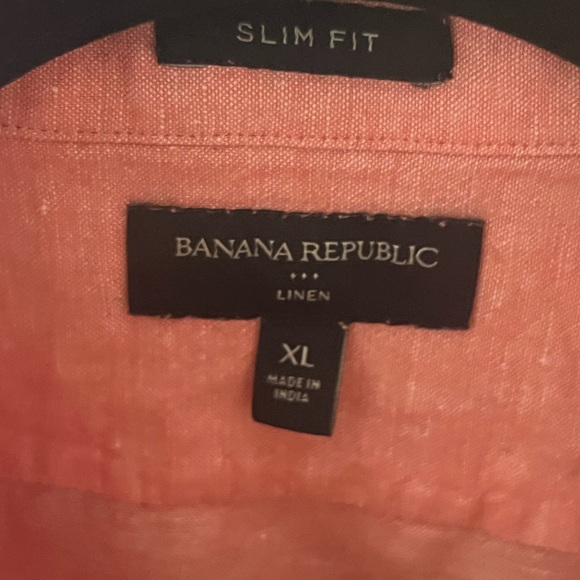 SLIM FIT
BANANA REPUBLIC
LINEN
XL
MADE IN
INDIA